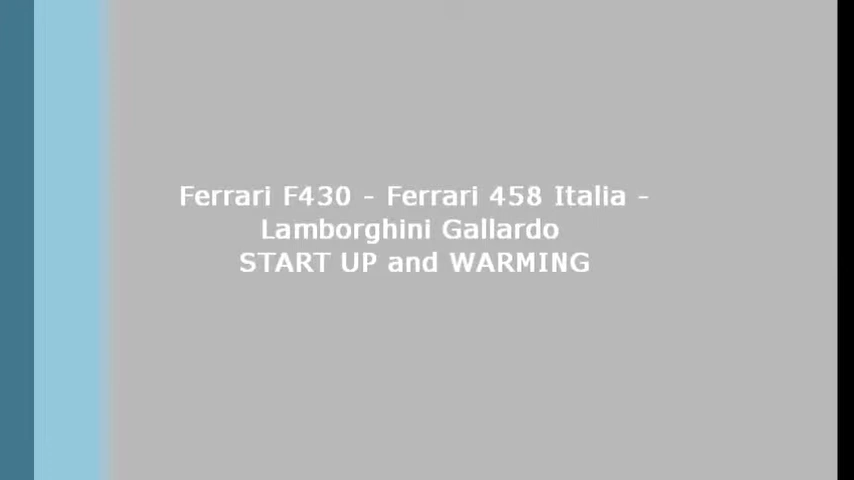 Ferrari F430 - Ferrari 458 Italia -
Lamborghini Gallardo
START UP and WARMING